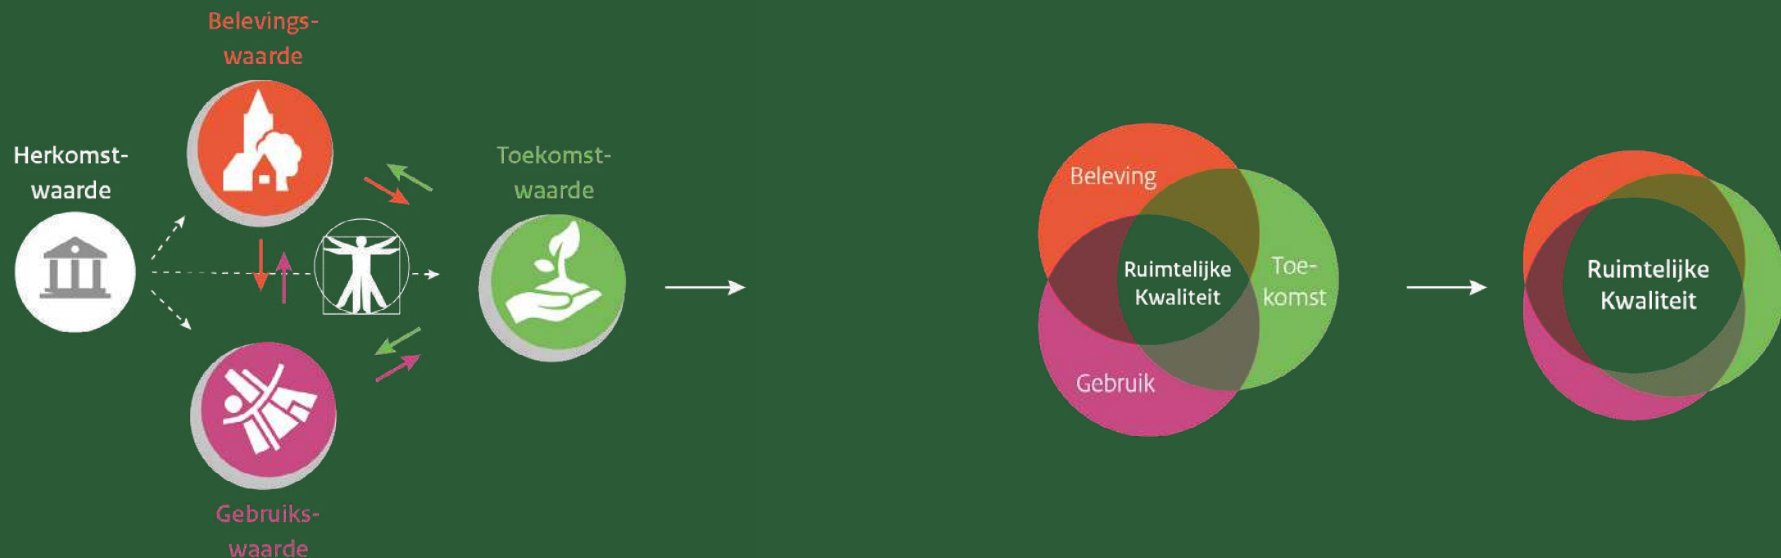 Belevings-
waarde
Herkomst-
waarde
Toekomst-
waarde
Gebruiks-
waarde
Beleving
Ruimtelijke
Kwaliteit
Toe-
komst
Gebruik
Ruimtelijke
Kwaliteit